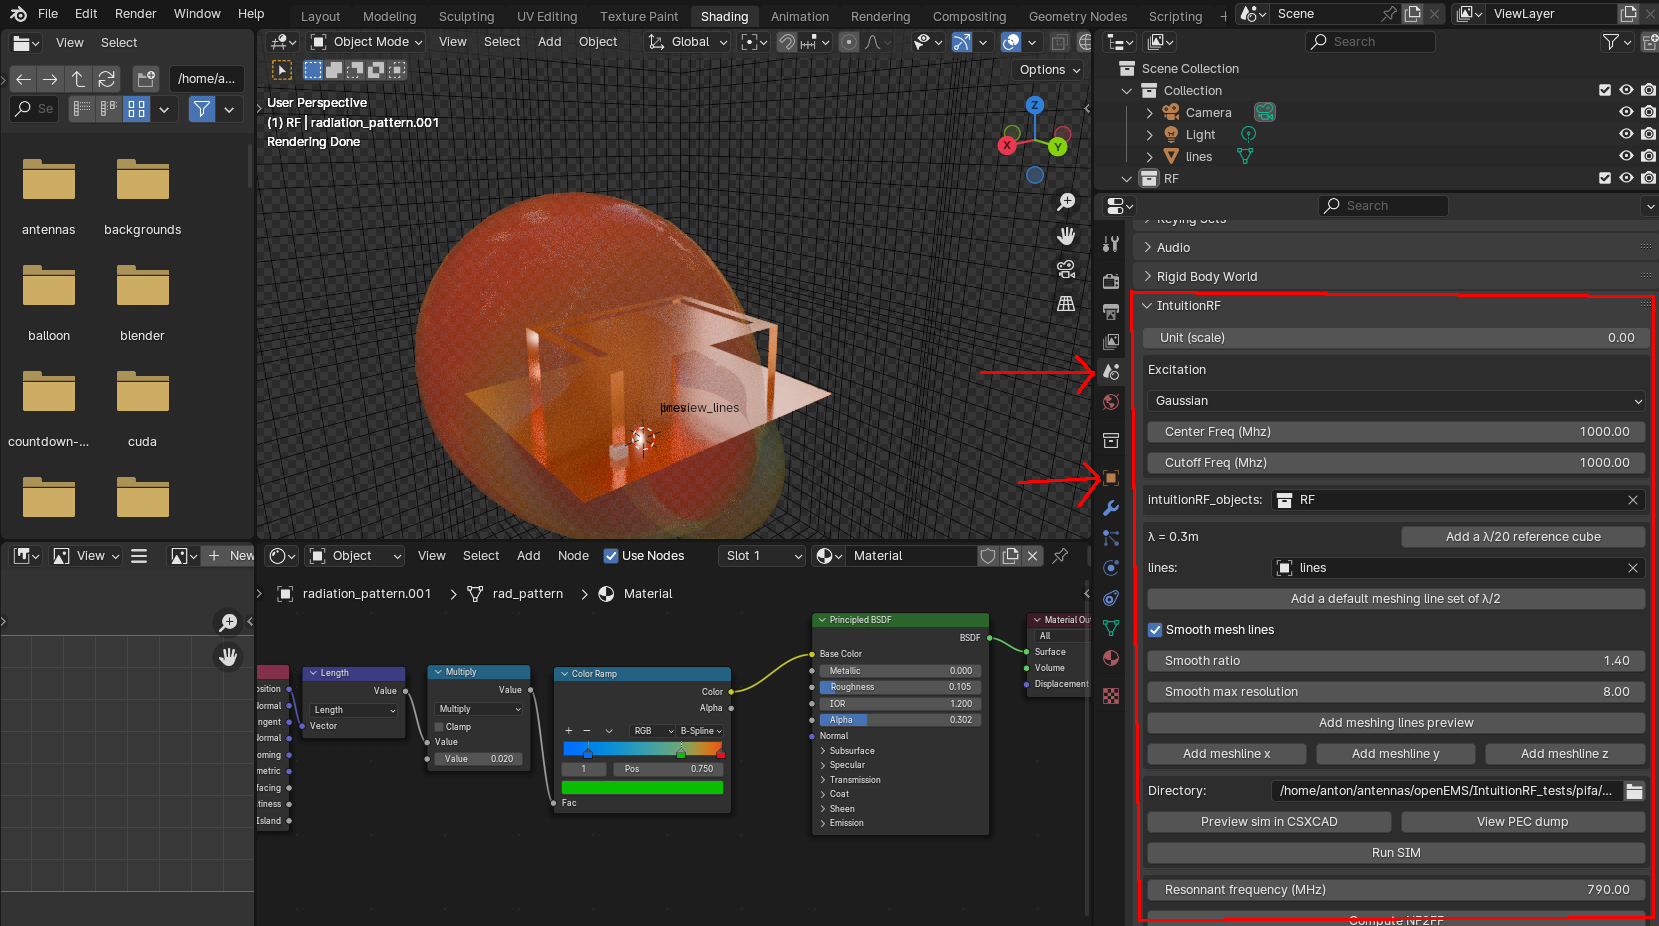 File Edit Render Window Help
Layout Modeling Sculpting UV Editing Texture Paint Shading Animation Rendering Compositing Geometry Nodes Scripting
Scene
ViewLayer
View Select
/home/a...
Se
antennas backgrounds
balloon blender
countdown-... cuda
Object Mode View Select Add Object Global
Options
User Perspective
(1) RF | radiation_pattern.001
Rendering Done
Z
X
Y
preview_lines
Search
Scene Collection
Collection
Camera
Light
lines
RF
Search
Keying Sets
Audio
Rigid Body World
IntuitionRF
Unit (scale) 0.00
Excitation
Gaussian
Center Freq (Mhz) 1000.00
Cutoff Freq (Mhz) 1000.00
intuitionRF_objects: RF
λ = 0.3m Add a λ/20 reference cube
lines: lines
Add a default meshing line set of λ/2
Smooth mesh lines
Smooth ratio 1.40
Smooth max resolution 8.00
Add meshing lines preview
Add meshline x Add meshline y Add meshline z
Directory: /home/anton/antennas/openEMS/IntuitionRF_tests/pifa/...
Preview sim in CSXCAD View PEC dump
Run SIM
Resonnant frequency (MHz) 790.00
Compute NF2FF
View New
Object View Select Add Node Use Nodes Slot 1 Material
radiation_pattern.001 rad_pattern Material
osition
Normal
ngent
Normal
oming
metric
facing
tiness
Island
Length
Value
Length
Vector
Multiply
Value
Multiply
Clamp
Value
Value 0.020
Color Ramp
Color
Alpha
RGB B-Spline
1 Pos 0.750
Fac
Principled BSDF
BSDF
Base Color
Metallic 0.000
Roughness 0.105
IOR 1.200
Alpha 0.302
Normal
Subsurface
Specular
Transmission
Coat
Sheen
Emission
Material Out
All
Surface
Volume
Displacement